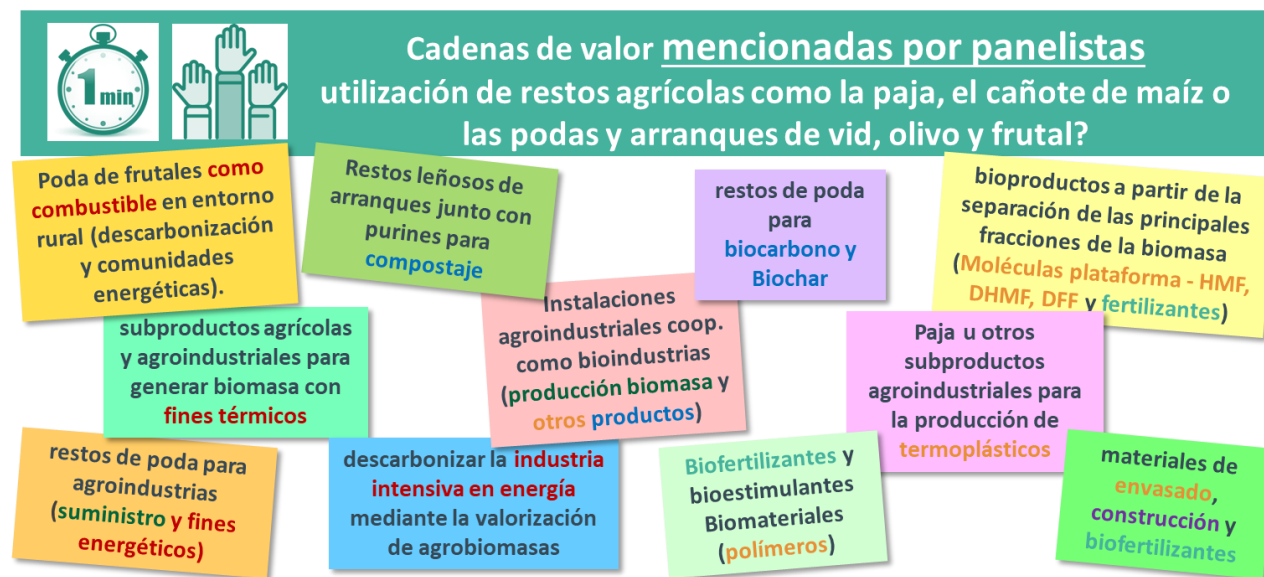 1 min
Cadenas de valor mencionadas por panelistas
utilización de restos agrícolas como la paja, el cañote de maíz o
las podas y arranques de vid, olivo y frutal?
Poda de frutales como
combustible en entorno
rural (descarbonización
y comunidades
energéticas).
Restos leñosos de
arranques junto con
purines para
compostaje
restos de poda
para
biocarbono y
Biochar
bioproductos a partir de la
separación de las principales
fracciones de la biomasa
(Moléculas plataforma - HMF,
DHMF, DFF y fertilizantes)
subproductos agrícolas
y agroindustriales para
generar biomasa con
fines térmicos
Instalaciones
agroindustriales coop.
como bioindustrias
(producción biomasa y
otros productos)
Paja u otros
subproductos
agroindustriales para
la producción de
termoplásticos
restos de poda para
agroindustrias
(suministro y fines
energéticos)
descarbonizar la industria
intensiva en energía
mediante la valorización
de agrobiomasas
Biofertilizantes y
bioestimulantes
Biomateriales
(polímeros)
materiales de
envasado,
construcción y
biofertilizantes